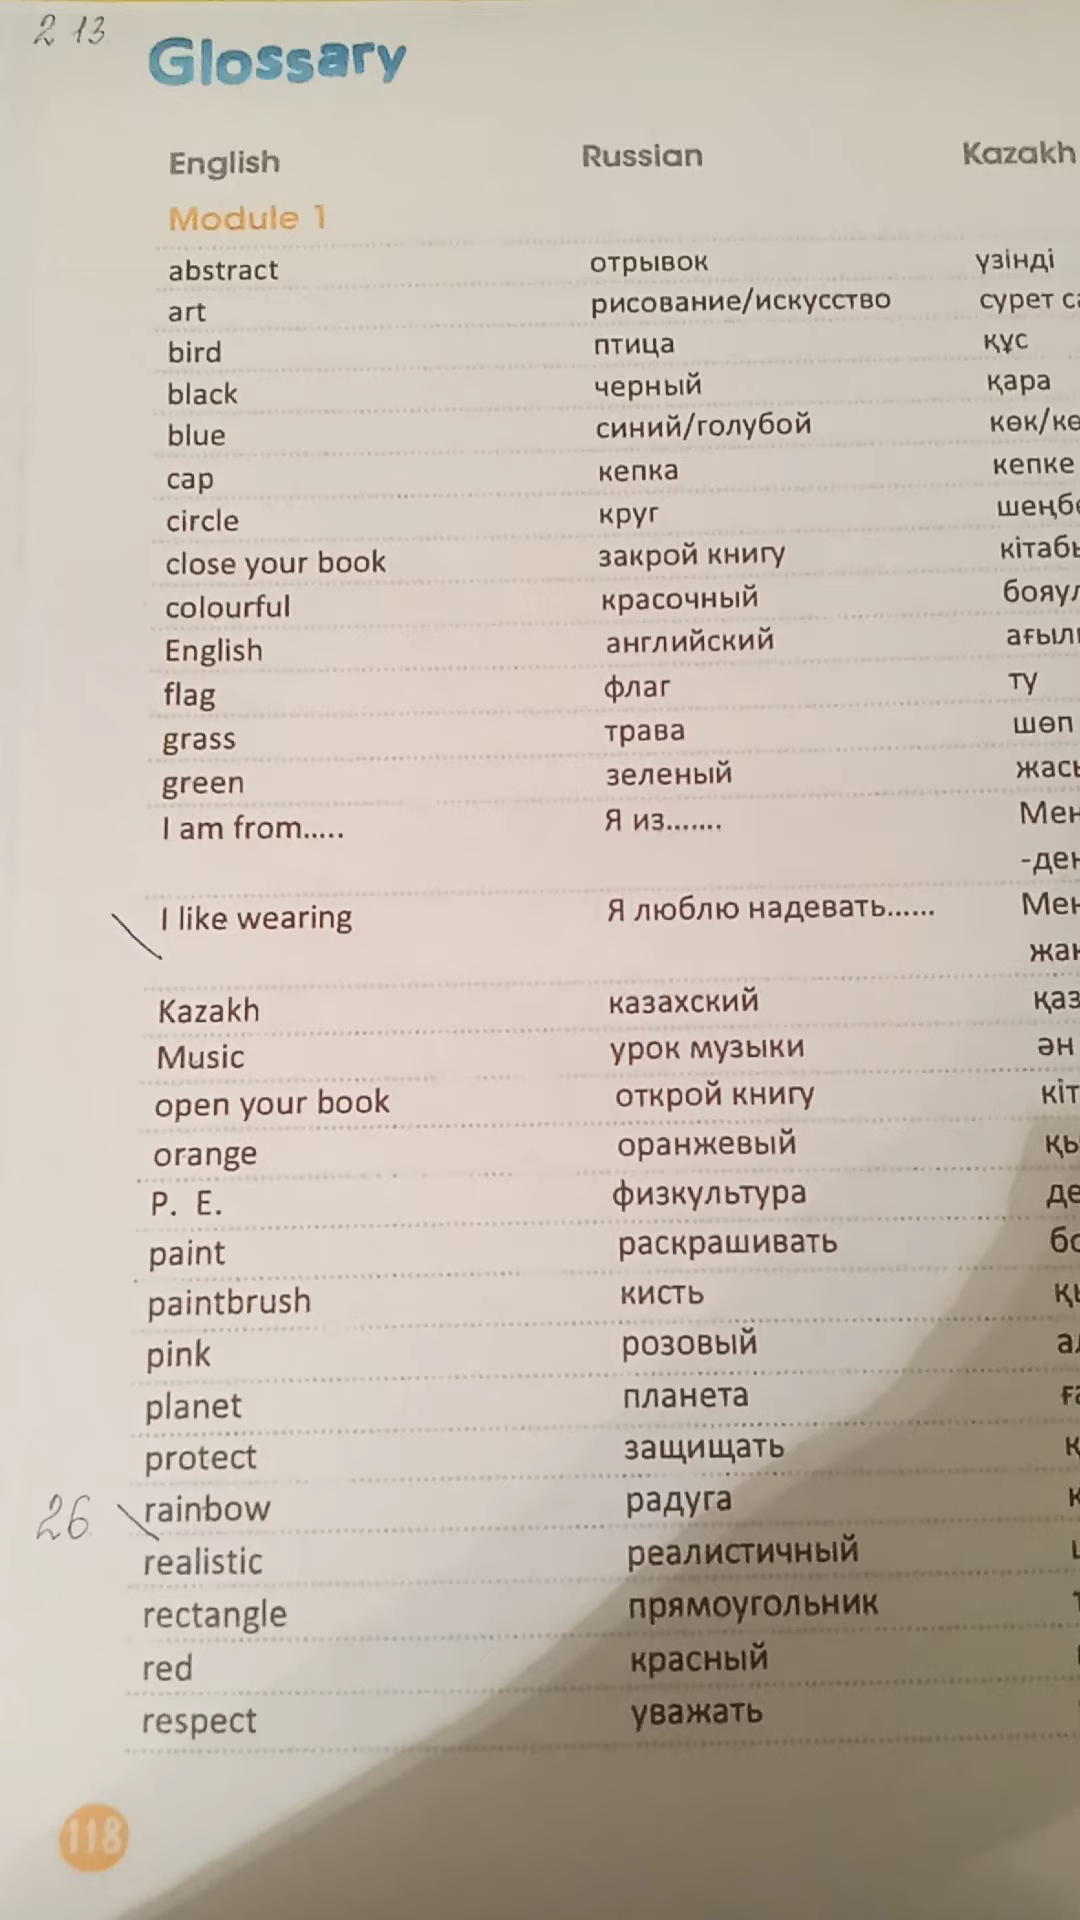 2 13
Glossary
English Russian Kazakh
Module 1
abstract отрывок үзінді
art рисование/искусство сурет
bird птица құс
black черный қара
blue синий/голубой көк/
cap кепка кепке
circle круг
close your book закрой книгу
colourful красочный
English английский
flag флаг ту
grass трава шөп
green зеленый
I am from..... Я из.......
I like wearing Я люблю надевать......
Kazakh казахский
Music урок музыки ән
open your book открой книгу
orange оранжевый
P. E. физкультура
paint раскрашивать
paintbrush кисть
pink розовый
planet планета
protect защищать
26 rainbow радуга
realistic реалистичный
rectangle прямоугольник
red красный
respect уважать
118